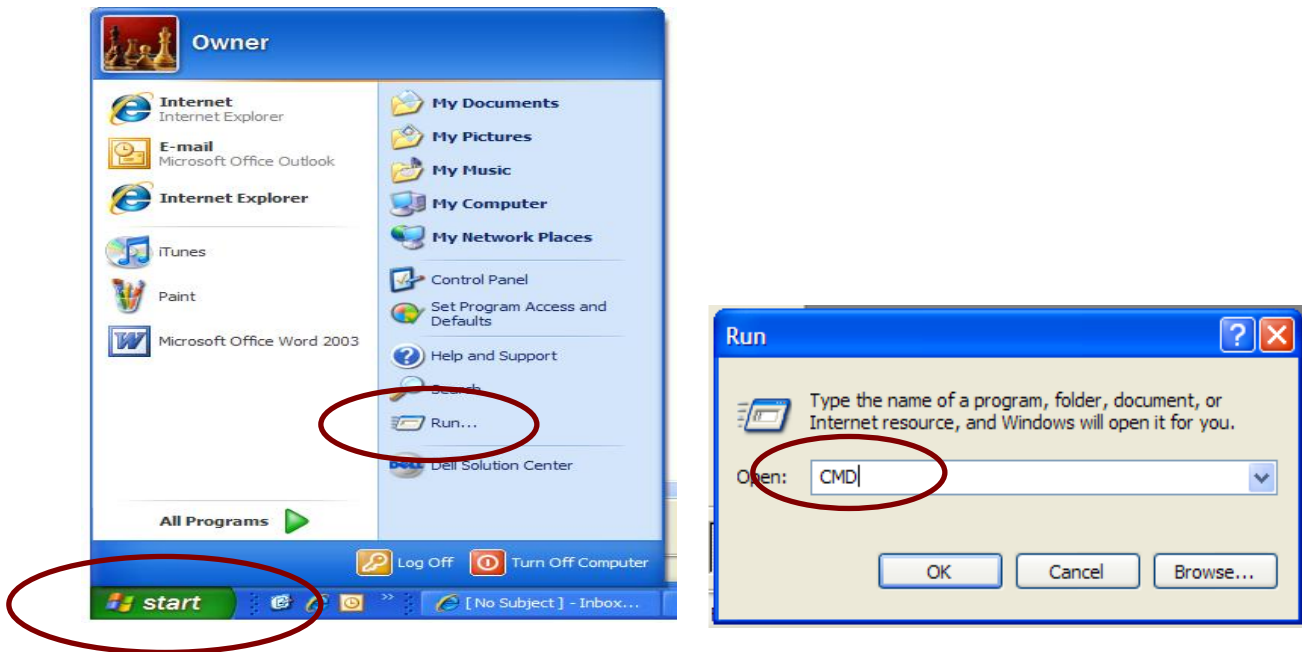 Owner
Internet
Internet Explorer
E-mail
Microsoft Office Outlook
Internet Explorer
iTunes
Paint
Microsoft Office Word 2003
All Programs
My Documents
My Pictures
My Music
My Computer
My Network Places
Control Panel
Set Program Access and
Defaults
Help and Support
Search
Run...
DELL Dell Solution Center
Log Off Turn Off Computer
start
[ No Subject ] - Inbox...
Run
Type the name of a program, folder, document, or
Internet resource, and Windows will open it for you.
Open: CMD
OK Cancel Browse...